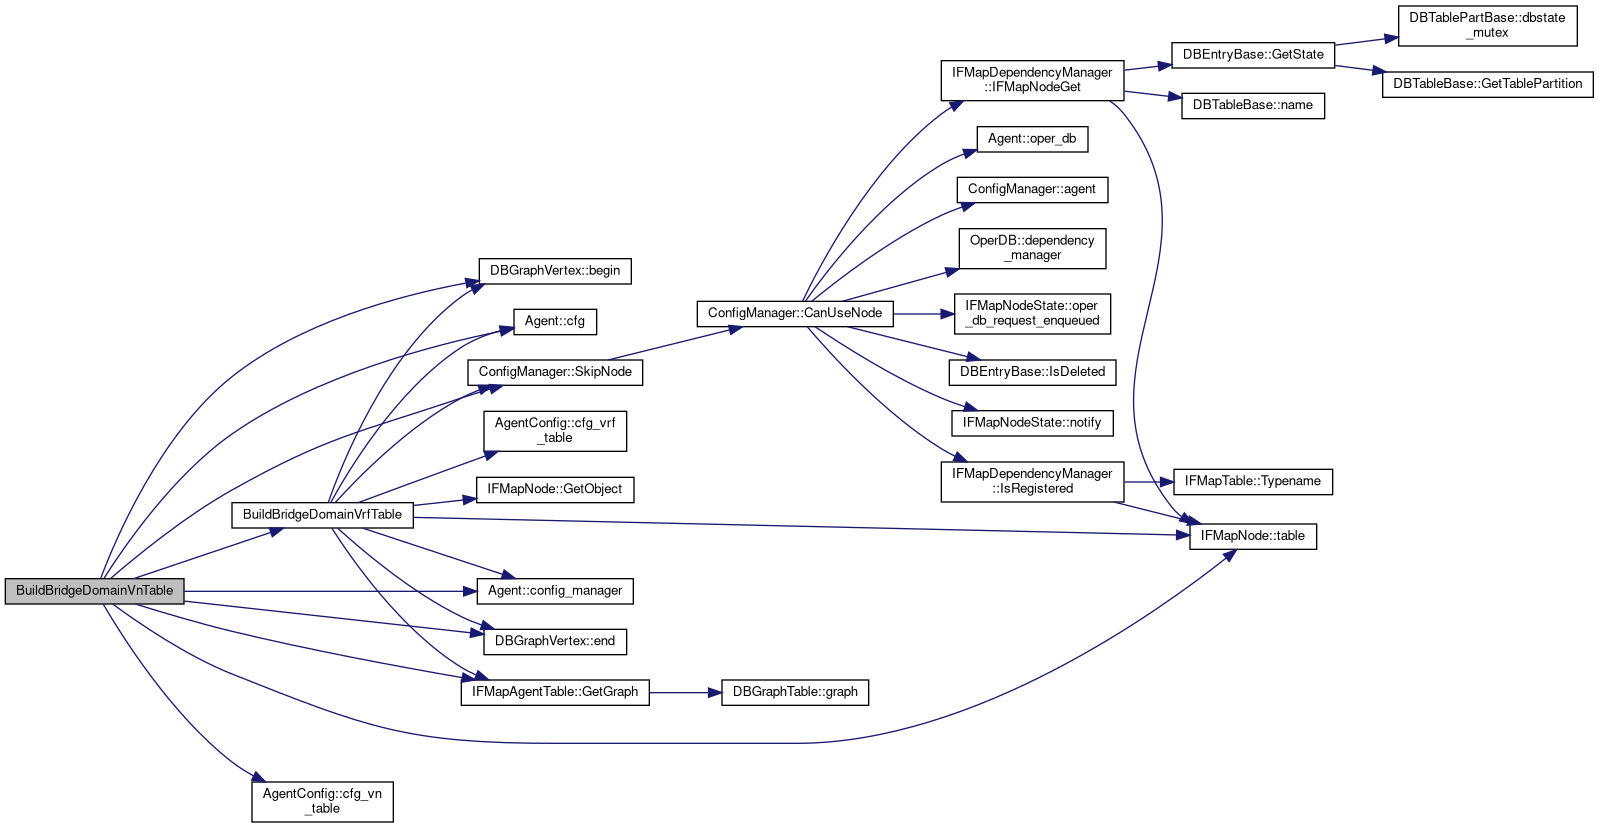 DBTablePartBase::dbstate
_mutex
DBEntryBase::GetState
IFMapDependencyManager
::IFMapNodeGet
DBTableBase::GetTablePartition
DBTableBase::name
Agent::oper_db
ConfigManager::agent
OperDB::dependency
_manager
DBGraphVertex::begin
IFMapNodeState::oper
_db_request_enqueued
ConfigManager::CanUseNode
Agent::cfg
ConfigManager::SkipNode
DBEntryBase::IsDeleted
AgentConfig::cfg_vrf
_table
IFMapNodeState::notify
IFMapDependencyManager
::IsRegistered
IFMapTable::Typename
IFMapNode::GetObject
BuildBridgeDomainVrfTable
IFMapNode::table
BuildBridgeDomainVnTable
Agent::config_manager
DBGraphVertex::end
IFMapAgentTable::GetGraph
DBGraphTable::graph
AgentConfig::cfg_vn
_table